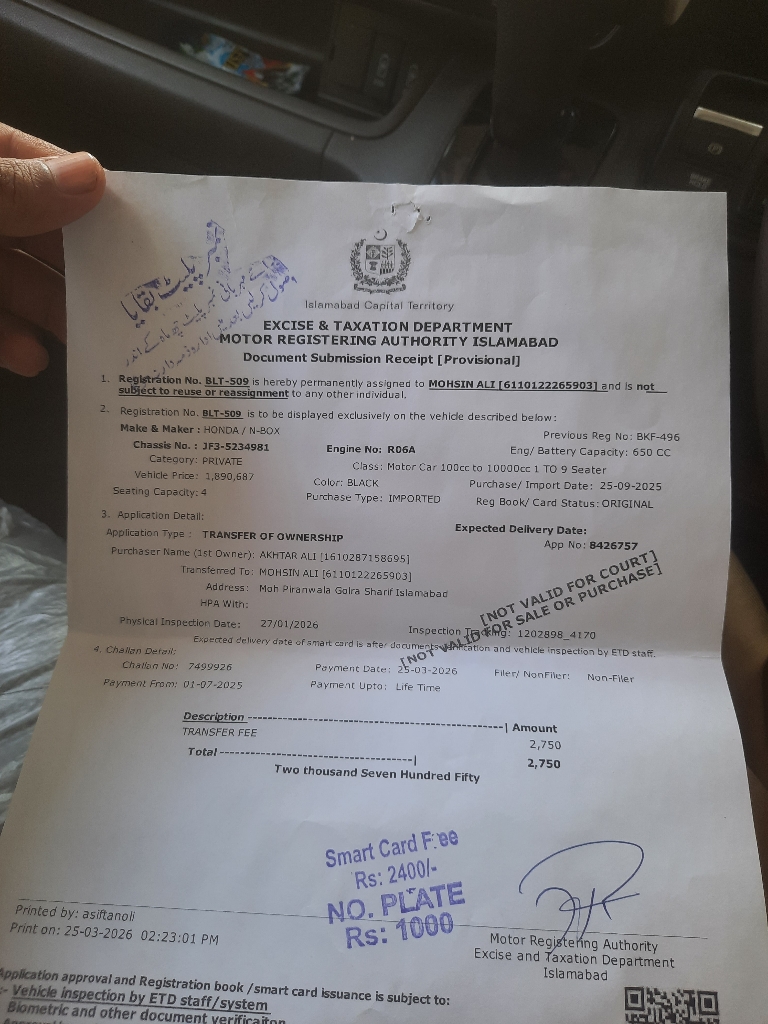 نمبر پلیٹ بقایا
Islamabad Capital Territory
EXCISE & TAXATION DEPARTMENT
MOTOR REGISTERING AUTHORITY ISLAMABAD
Document Submission Receipt [Provisional]
1. Registration No. BLT-509 is hereby permanently assigned to MOHSIN ALI [6110122265903] and is not
subject to reuse or reassignment to any other individual.
2. Registration No. BLT-509 is to be displayed exclusively on the vehicle described below:
Make & Maker : HONDA / N-BOX Previous Reg No: BKF-496
Chassis No. : JF3-5234981 Engine No: R06A Eng/ Battery Capacity: 650 CC
Category: PRIVATE Class: Motor Car 100cc to 10000cc 1 TO 9 Seater
Vehicle Price: 1,890,687 Color: BLACK Purchase/ Import Date: 25-09-2025
Seating Capacity: 4 Purchase Type: IMPORTED Reg Book/ Card Status: ORIGINAL
3. Application Detail: Expected Delivery Date:
Application Type : TRANSFER OF OWNERSHIP App No: 8426757
Purchaser Name (1st Owner): AKHTAR ALI [1610287158695]
Transferred To: MOHSIN ALI [6110122265903]
Address: Moh Piranwala Golra Sharif Islamabad
HPA With:
[NOT VALID FOR COURT]
[NOT VALID FOR SALE OR PURCHASE]
Physical Inspection Date: 27/01/2026 Inspection Tracking: 1202898_4170
Expected delivery date of smart card is after documents verification and vehicle inspection by ETD staff.
4. Challan Detail:
Challan No: 7499926 Payment Date: 25-03-2026 Filer/ NonFiler: Non-Filer
Payment From: 01-07-2025 Payment Upto: Life Time
Description ---------------------------------------------------| Amount
TRANSFER FEE 2,750
Total -----------------------------------| 2,750
Two thousand Seven Hundred Fifty
Smart Card Fee
Rs: 2400/-
NO. PLATE
Rs: 1000
Printed by: asiftanoli
Print on: 25-03-2026 02:23:01 PM
Motor Registering Authority
Excise and Taxation Department
Islamabad
Application approval and Registration book /smart card issuance is subject to:
:- Vehicle inspection by ETD staff/system
Biometric and other document verificaiton